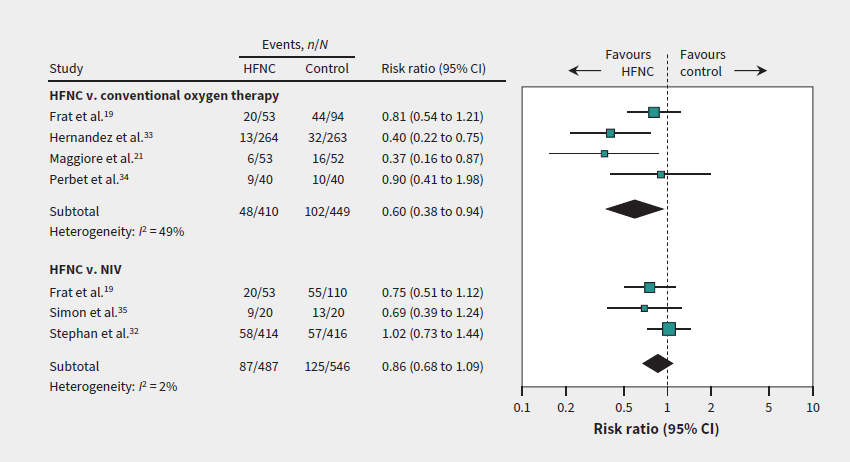 Events, n/N
Study HFNC Control Risk ratio (95% CI)
Favours HFNC
Favours control
HFNC v. conventional oxygen therapy
Frat et al.¹⁹ 20/53 44/94 0.81 (0.54 to 1.21)
Hernandez et al.³³ 13/264 32/263 0.40 (0.22 to 0.75)
Maggiore et al.²¹ 6/53 16/52 0.37 (0.16 to 0.87)
Perbet et al.³⁴ 9/40 10/40 0.90 (0.41 to 1.98)
Subtotal 48/410 102/449 0.60 (0.38 to 0.94)
Heterogeneity: I² = 49%
HFNC v. NIV
Frat et al.¹⁹ 20/53 55/110 0.75 (0.51 to 1.12)
Simon et al.³⁵ 9/20 13/20 0.69 (0.39 to 1.24)
Stephan et al.³² 58/414 57/416 1.02 (0.73 to 1.44)
Subtotal 87/487 125/546 0.86 (0.68 to 1.09)
Heterogeneity: I² = 2%
0.1 0.2 0.5 1 2 5 10
Risk ratio (95% CI)